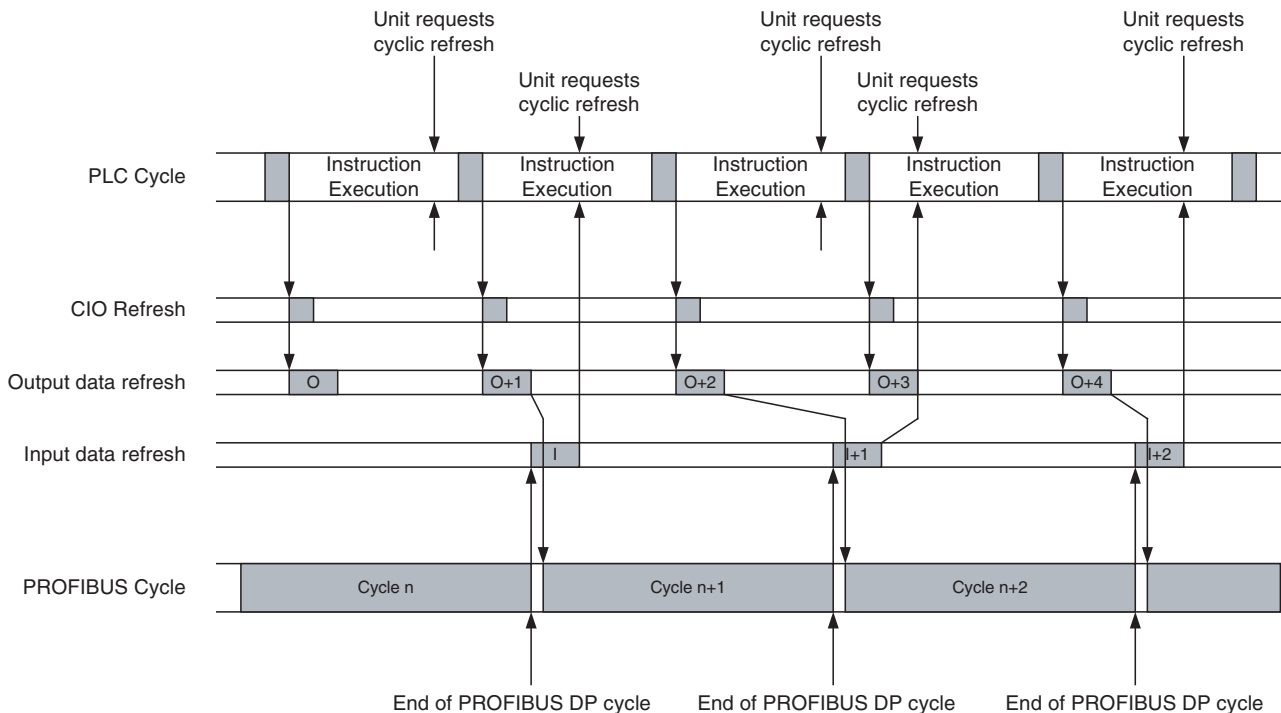 Unit requests
cyclic refresh
Unit requests
cyclic refresh
Unit requests
cyclic refresh
Unit requests
cyclic refresh
Unit requests
cyclic refresh
PLC Cycle
Instruction
Execution
Instruction
Execution
Instruction
Execution
Instruction
Execution
Instruction
Execution
CIO Refresh
Output data refresh
O
O+1
O+2
O+3
O+4
Input data refresh
I
I+1
I+2
PROFIBUS Cycle
Cycle n
Cycle n+1
Cycle n+2
End of PROFIBUS DP cycle
End of PROFIBUS DP cycle
End of PROFIBUS DP cycle